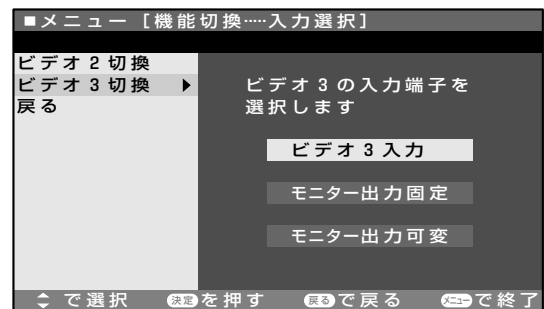 ■メニュー [機能切換……入力選択]
ビデオ２切換
ビデオ３切換 ▶
戻る
ビデオ３の入力端子を
選択します
ビデオ３入力
モニター出力固定
モニター出力可変
で選択 決定を押す 戻るで戻る メニューで終了